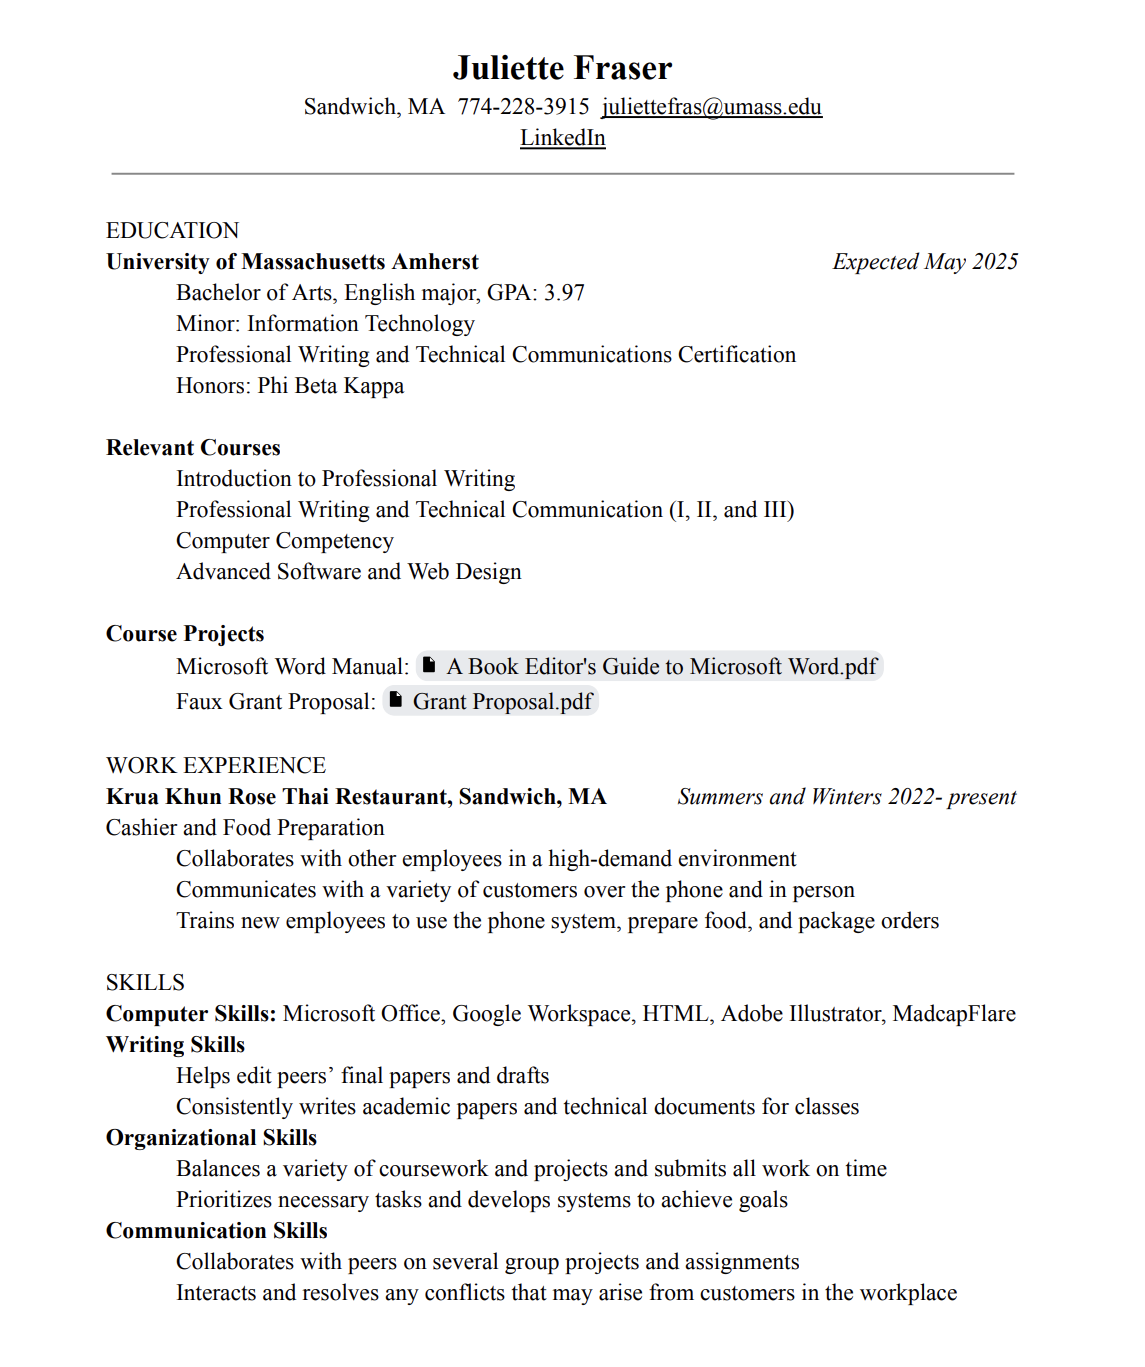 Juliette Fraser
Sandwich, MA 774-228-3915 juliettefras@umass.edu
LinkedIn
EDUCATION
University of Massachusetts Amherst Expected May 2025
Bachelor of Arts, English major, GPA: 3.97
Minor: Information Technology
Professional Writing and Technical Communications Certification
Honors: Phi Beta Kappa
Relevant Courses
Introduction to Professional Writing
Professional Writing and Technical Communication (I, II, and III)
Computer Competency
Advanced Software and Web Design
Course Projects
Microsoft Word Manual: A Book Editor's Guide to Microsoft Word.pdf
Faux Grant Proposal: Grant Proposal.pdf
WORK EXPERIENCE
Krua Khun Rose Thai Restaurant, Sandwich, MA Summers and Winters 2022- present
Cashier and Food Preparation
Collaborates with other employees in a high-demand environment
Communicates with a variety of customers over the phone and in person
Trains new employees to use the phone system, prepare food, and package orders
SKILLS
Computer Skills: Microsoft Office, Google Workspace, HTML, Adobe Illustrator, MadcapFlare
Writing Skills
Helps edit peers’ final papers and drafts
Consistently writes academic papers and technical documents for classes
Organizational Skills
Balances a variety of coursework and projects and submits all work on time
Prioritizes necessary tasks and develops systems to achieve goals
Communication Skills
Collaborates with peers on several group projects and assignments
Interacts and resolves any conflicts that may arise from customers in the workplace